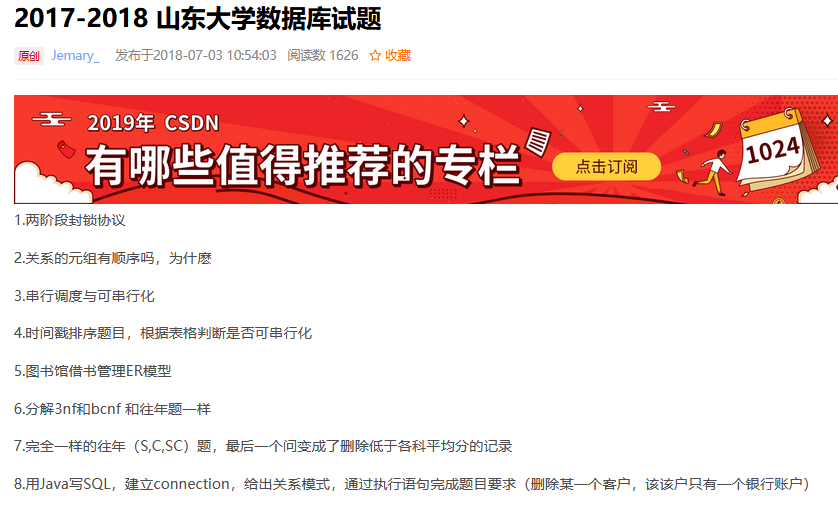 2017-2018 山东大学数据库试题
原创 Jemary_ 发布于2018-07-03 10:54:03 阅读数 1626 收藏
2019年 CSDN
有哪些值得推荐的专栏
点击订阅
1024
1.两阶段封锁协议
2.关系的元组有顺序吗，为什麽
3.串行调度与可串行化
4.时间戳排序题目，根据表格判断是否可串行化
5.图书馆借书管理ER模型
6.分解3nf和bcnf 和往年题一样
7.完全一样的往年（S,C,SC）题，最后一个问变成了删除低于各科平均分的记录
8.用Java写SQL，建立connection，给出关系模式，通过执行语句完成题目要求（删除某一个客户，该该户只有一个银行账户）